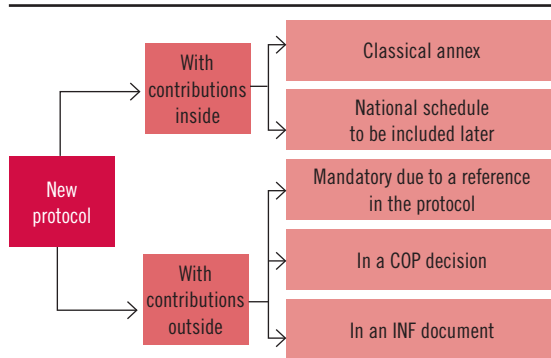 With
contributions
inside
Classical annex
National schedule
to be included later
New
protocol
With
contributions
outside
Mandatory due to a reference
in the protocol
In a COP decision
In an INF document